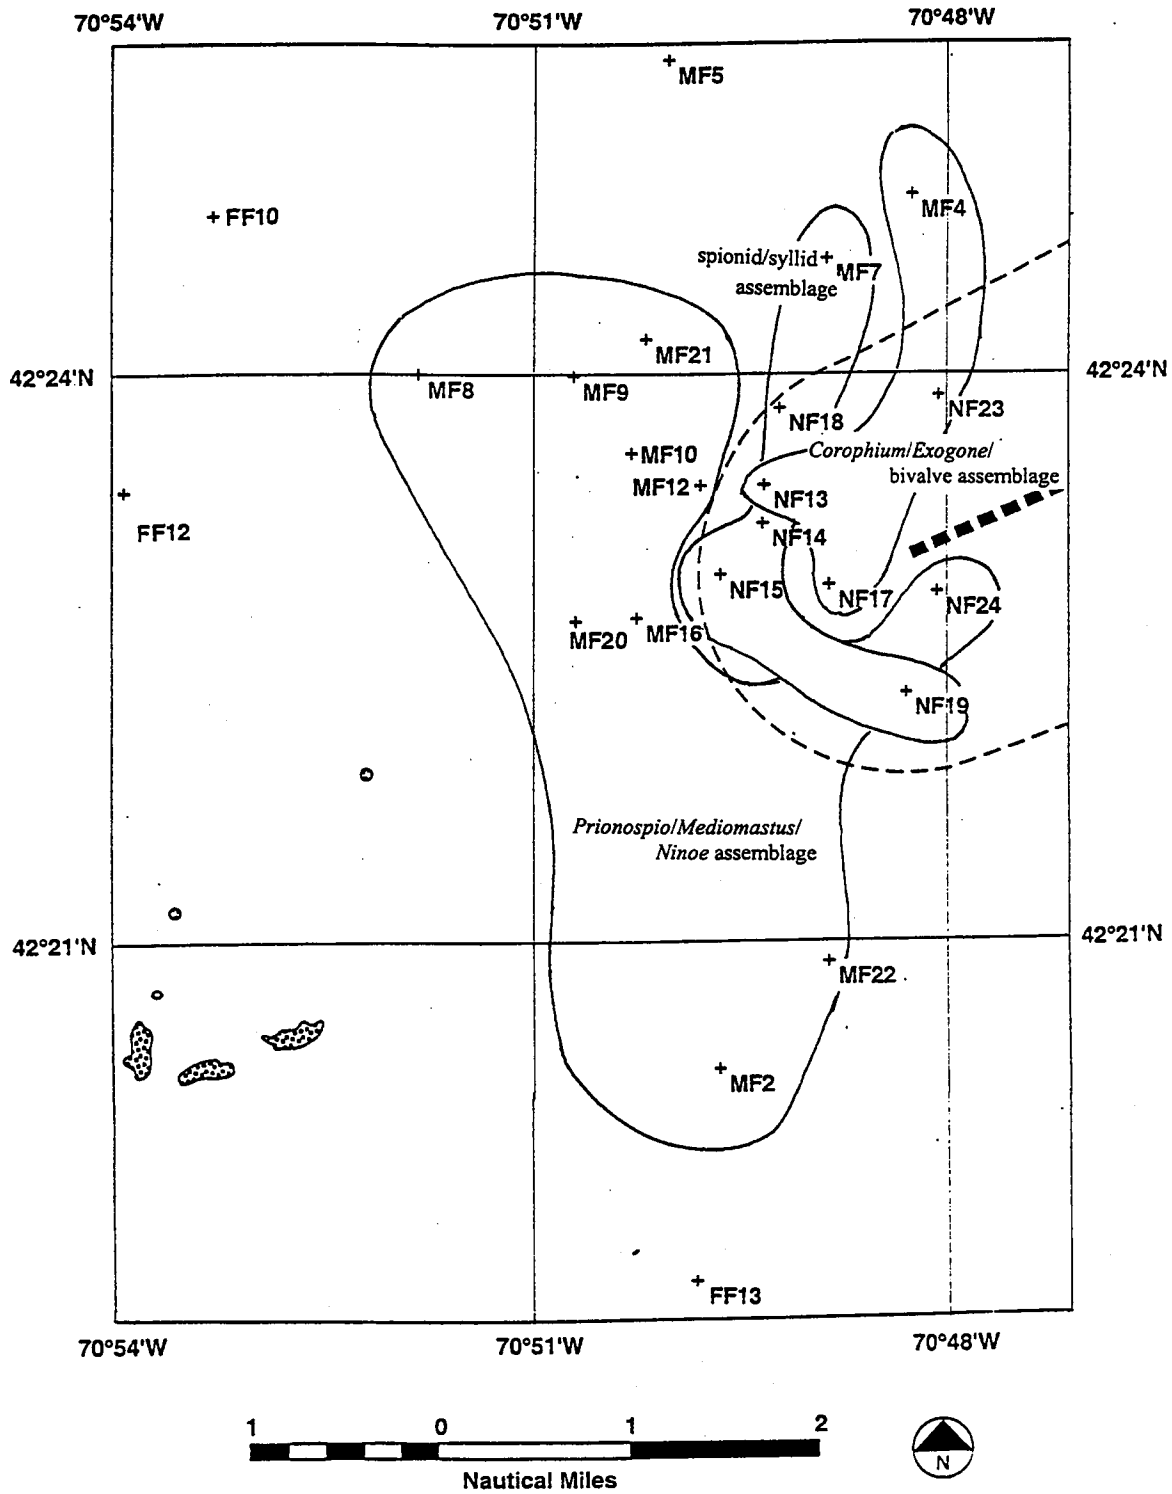 70°54'W 70°51'W 70°48'W
MF5
MF4
FF10
spionid/syllid
MF7
assemblage
MF21
42°24'N 42°24'N
MF8 MF9 NF23
NF18
Corophium/Exogone/
MF10
bivalve assemblage
MF12
NF13
FF12
NF14
NF15 NF17 NF24
MF20 MF16
NF19
Prionospio/Mediomastus/
Ninoe assemblage
42°21'N 42°21'N
MF22
MF2
FF13
70°54'W 70°51'W 70°48'W
1 0 1 2
N
Nautical Miles